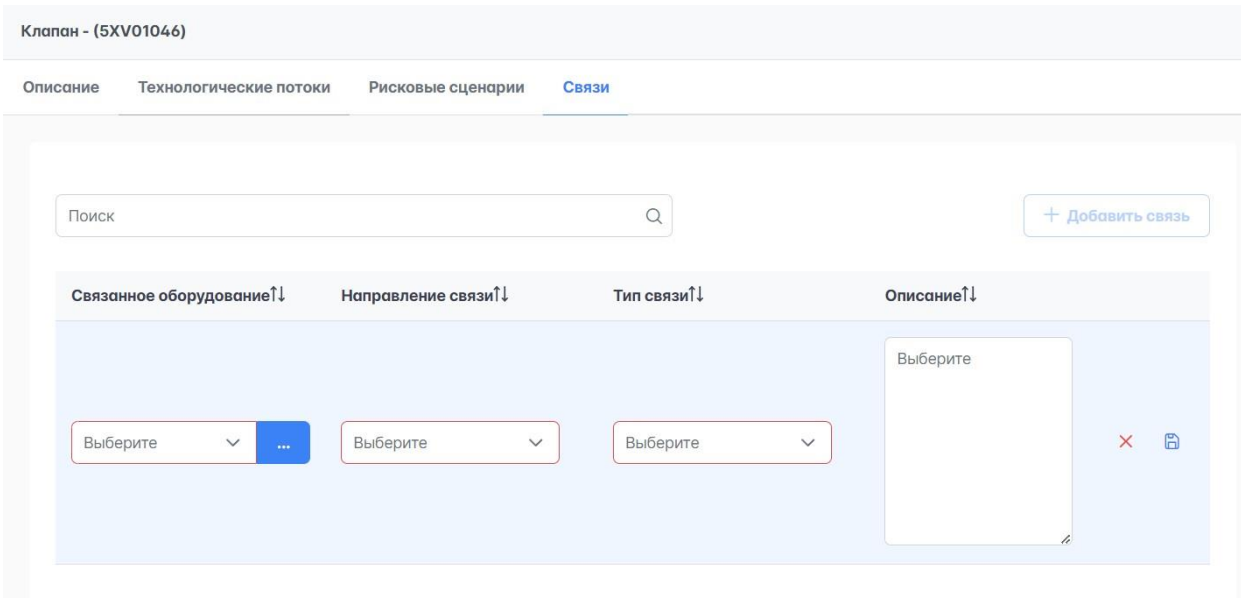 Клапан - (5XV01046)
Описание Технологические потоки Рисковые сценарии Связи
Поиск + Добавить связь
Связанное оборудование↑↓ Направление связи↑↓ Тип связи↑↓ Описание↑↓
Выберите
Выберите ... Выберите Выберите